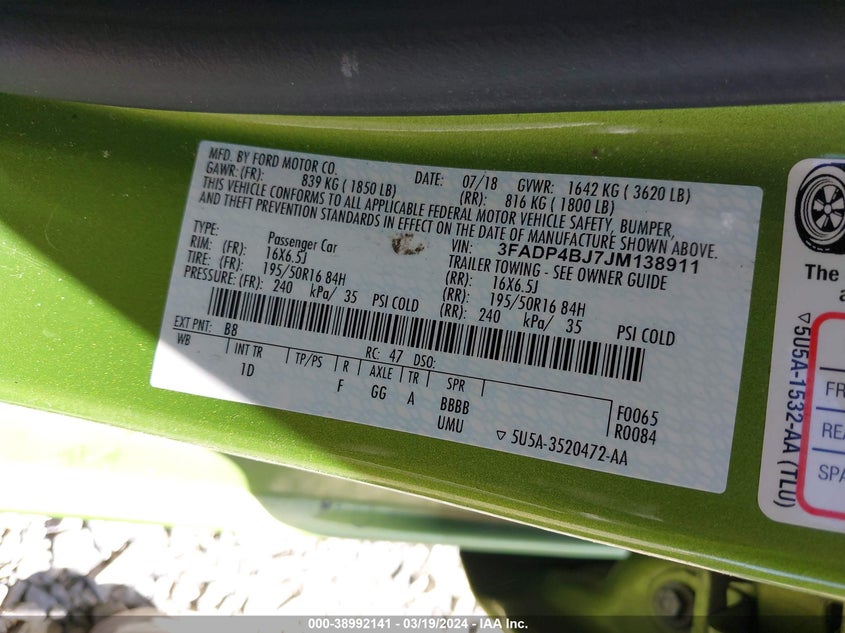 MFD. BY FORD MOTOR CO. DATE: 07/18 GVWR: 1642 KG ( 3620 LB)
GAWR: (FR): 839 KG ( 1850 LB) (RR): 816 KG ( 1800 LB)
THIS VEHICLE CONFORMS TO ALL APPLICABLE FEDERAL MOTOR VEHICLE SAFETY, BUMPER,
AND THEFT PREVENTION STANDARDS IN EFFECT ON THE DATE OF MANUFACTURE SHOWN ABOVE.
VIN: 3FADP4BJ7JM138911
TYPE: Passenger Car TRAILER TOWING - SEE OWNER GUIDE
RIM: (FR): 16X6.5J (RR): 16X6.5J
TIRE: (FR): 195/50R16 84H (RR): 195/50R16 84H
PRESSURE: (FR): 240 kPa/ 35 PSI COLD (RR): 240 kPa/ 35 PSI COLD
EXT PNT: B8 RC: 47 DSO:
WB INT TR TP/PS R AXLE TR SPR
1D F GG A BBBB F0065
UMU R0084
▽ 5U5A-3520472-AA
The
a
▽5U5A-1532-AA (TLU)
FR
REA
SPA
000-38992141 - 03/19/2024 - IAA Inc.